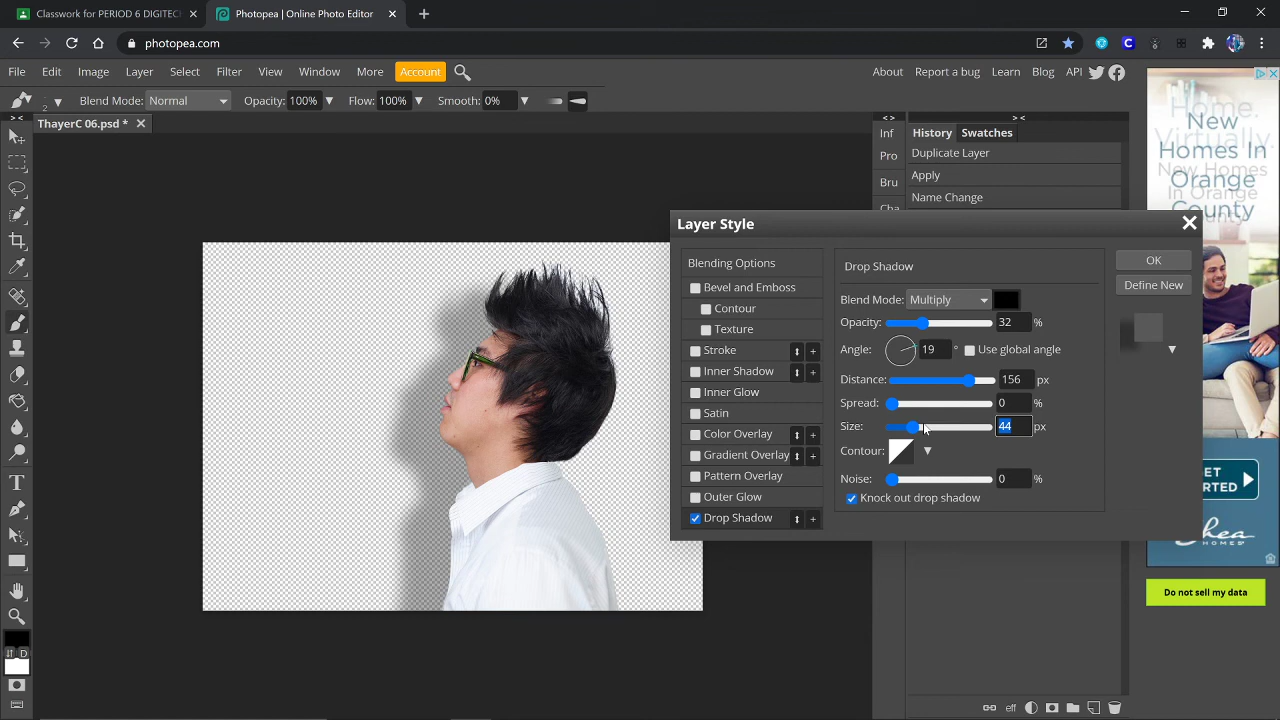 Classwork for PERIOD 6 DIGITECH
Photopea | Online Photo Editor
photopea.com
File Edit Image Layer Select Filter View Window More Account
About Report a bug Learn Blog API
2 Blend Mode: Normal Opacity: 100% Flow: 100% Smooth: 0%
ThayerC 06.psd *
Inf
Pro
Bru
Cha
History Swatches
Duplicate Layer
Apply
Name Change
Layer Style
Blending Options
Bevel and Emboss
Contour
Texture
Stroke
Inner Shadow
Inner Glow
Satin
Color Overlay
Gradient Overlay
Pattern Overlay
Outer Glow
Drop Shadow
Drop Shadow
Blend Mode: Multiply
Opacity: 32 %
Angle: 19 ° Use global angle
Distance: 156 px
Spread: 0 %
Size: 44 px
Contour:
Noise: 0 %
Knock out drop shadow
OK
Define New
eff
D
Home.
Virtually.
New
Homes In
Orange
County
GET
RTED
Shea
HOMES
Do not sell my data